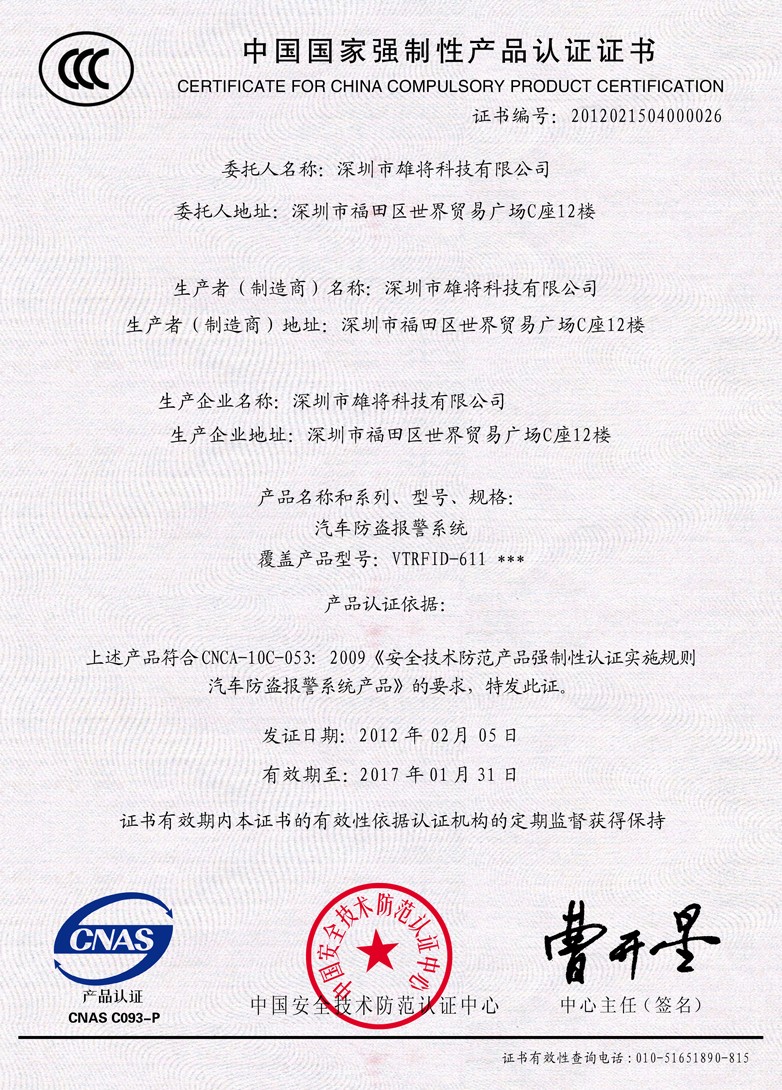 CCC
中国国家强制性产品认证证书
CERTIFICATE FOR CHINA COMPULSORY PRODUCT CERTIFICATION
证书编号：2012021504000026
委托人名称：深圳市雄将科技有限公司
委托人地址：深圳市福田区世界贸易广场C座12楼
生产者（制造商）名称：深圳市雄将科技有限公司
生产者（制造商）地址：深圳市福田区世界贸易广场C座12楼
生产企业名称：深圳市雄将科技有限公司
生产企业地址：深圳市福田区世界贸易广场C座12楼
产品名称和系列、型号、规格：
汽车防盗报警系统
覆盖产品型号：VTRFID-611 ***
产品认证依据：
上述产品符合CNCA-10C-053：2009《安全技术防范产品强制性认证实施规则
汽车防盗报警系统产品》的要求，特发此证。
发证日期：2012 年 02月 05 日
有效期至：2017 年 01 月 31 日
证书有效期内本证书的有效性依据认证机构的定期监督获得保持
CNAS
产品认证
CNAS C093-P
中国安全技术防范认证中心
中国安全技术防范认证中心
曹开星
中心主任（签名）
证书有效性查询电话：010-51651890-815